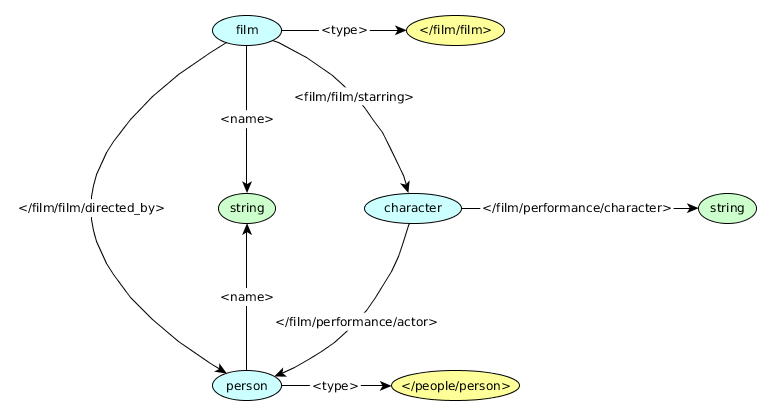 film
<type>
</film/film>
<film/film/starring>
<name>
</film/film/directed_by>
string
character
</film/performance/character>
string
<name>
</film/performance/actor>
person
<type>
</people/person>